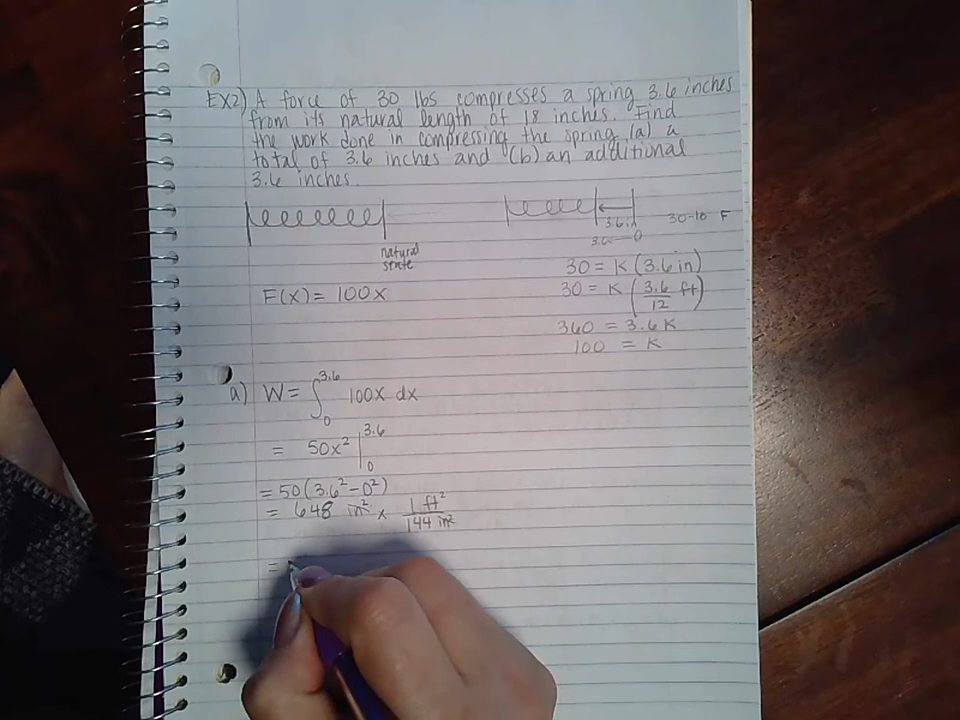 EX2) A force of 30 lbs compresses a spring 3.6 inches
from its natural length of 18 inches. Find
the work done in compressing the spring (a) a
total of 3.6 inches and (b) an additional
3.6 inches.
3.6 in
30-lb F
3.6 0
natural
state
30 = K (3.6 in)
F(x) = 100x
30 = K (3.6/12 ft)
360 = 3.6 K
100 = K
a) W = ∫₀^3.6 100x dx
= 50x² |₀^3.6
= 50 (3.6² - 0²)
= 648 in² × 1 ft²/144 in²
=